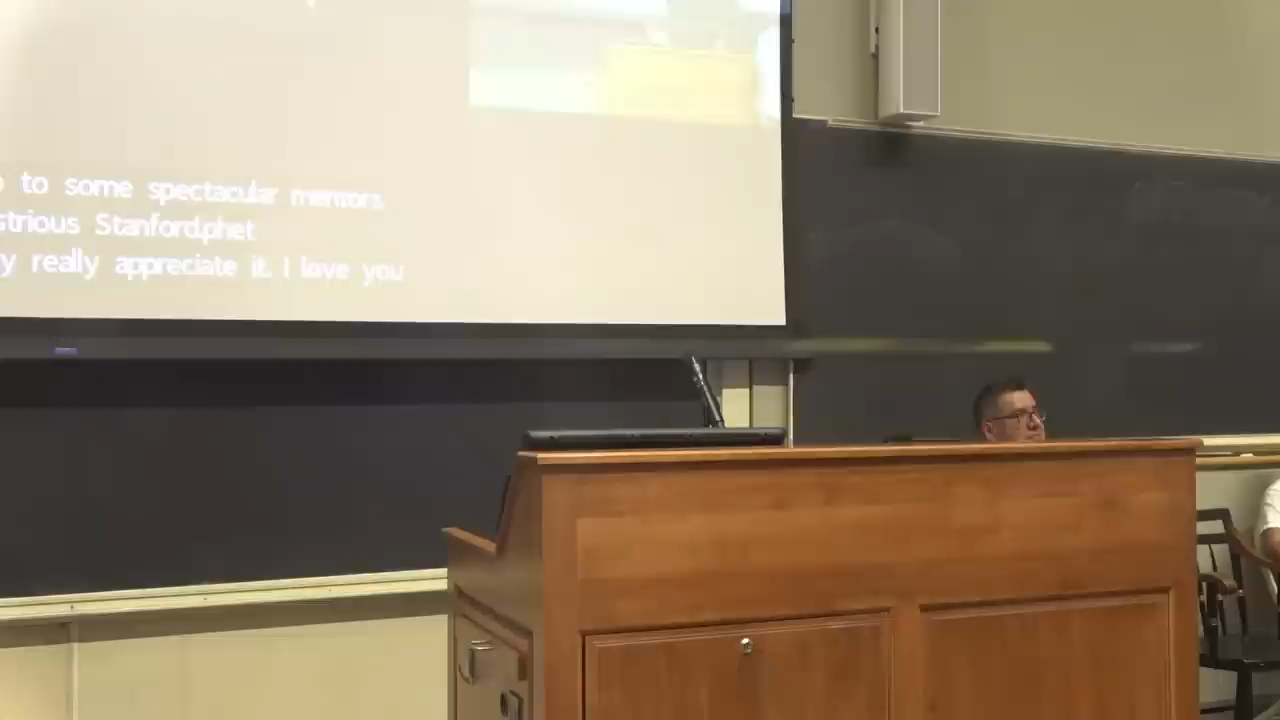 to some spectacular mentors
strious Stanford.phet
y really appreciate it. I love you